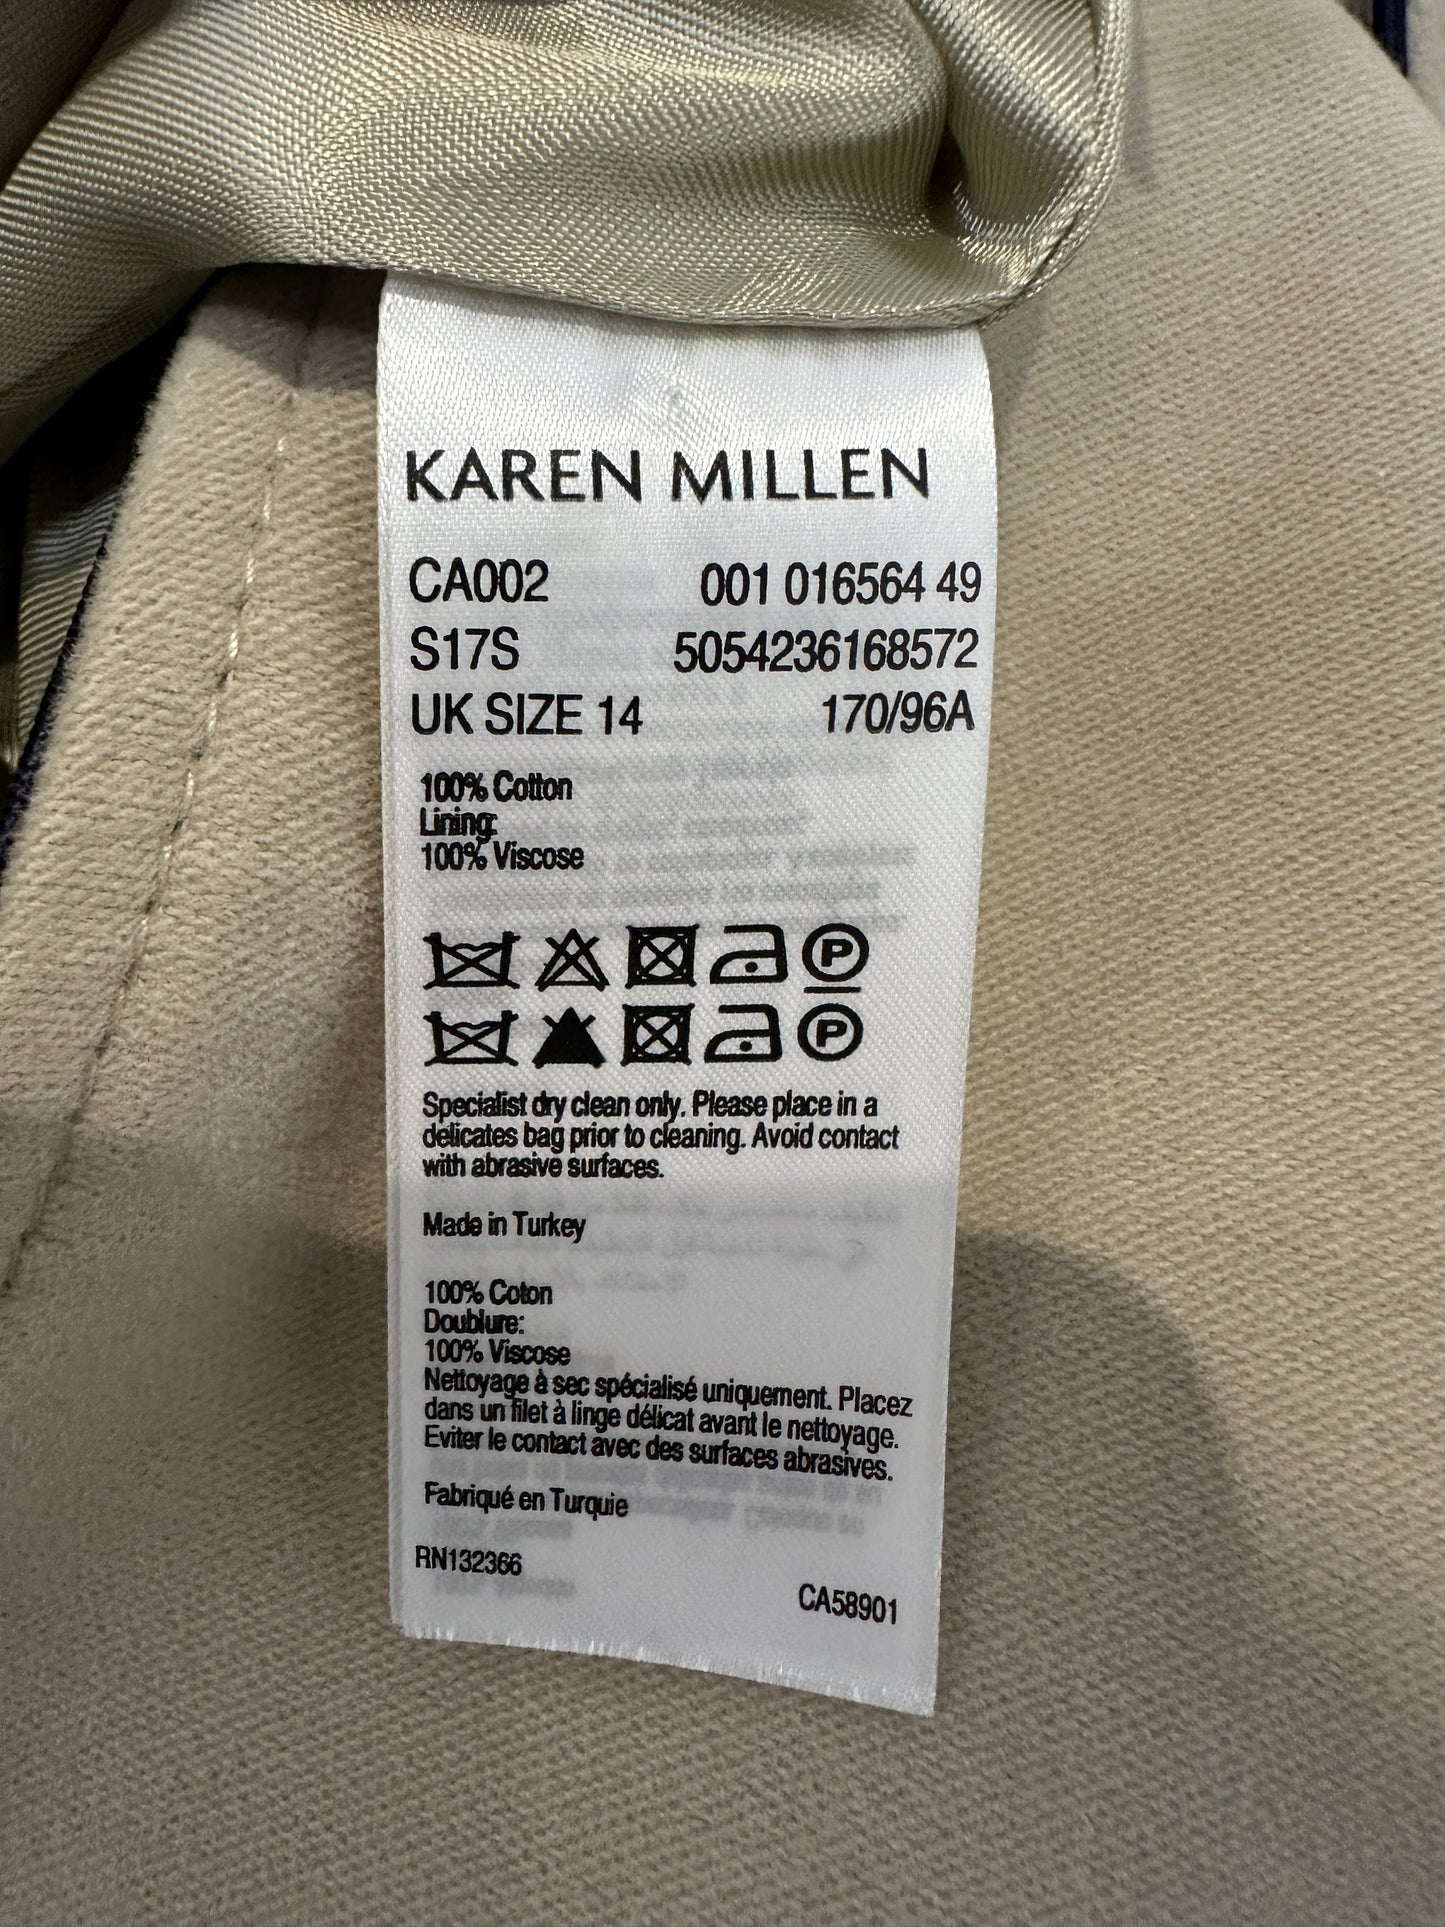 KAREN MILLEN
CA002 001 016564 49
S17S 5054236168572
UK SIZE 14 170/96A
100% Cotton
Lining:
100% Viscose
P
P
Specialist dry clean only. Please place in a
delicates bag prior to cleaning. Avoid contact
with abrasive surfaces.
Made in Turkey
100% Coton
Doublure:
100% Viscose
Nettoyage à sec spécialisé uniquement. Placez
dans un filet à linge délicat avant le nettoyage.
Eviter le contact avec des surfaces abrasives.
Fabriqué en Turquie
RN132366
CA58901